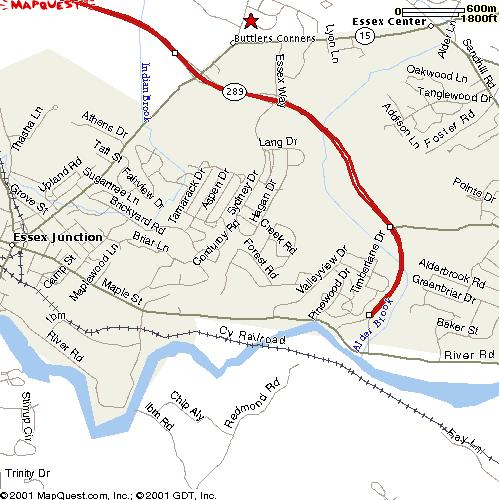 MAPQUEST
Essex Center
0 600m
1800ft
Buttlers Corners
15
Lyon Ln
Alder Ln
Sandhill Rd
Indian Brook
Essex Way
289
Oakwood Ln
Tanglewood Dr
Addison Ln
Foster Rd
Thasha Ln
Athens Dr
Taft St
Lang Dr
Upland Rd
Fairview Dr
Sugartree Ln
Tamarack Dr
Aspen Dr
Sydney Dr
Hagan Dr
Points Dr
Grove St
Brickyard Rd
Briar Ln
Countury Rd
Creek Rd
Forest Rd
Essex Junction
Camp St
Maplewood Ln
Valleyview Dr
Pinewood Dr
Timberlane Dr
Alderbrook Rd
Greenbriar Dr
Maple St
Ibm
Alder Brook
Baker St
River Rd
Cv Railroad
River Rd
Chip Aly
Ibm Rd
Redmond Rd
Stirrup Cir
Kay Ln
Trinity Dr
©2001 MapQuest.com, Inc.; © 2001 GDT, Inc.